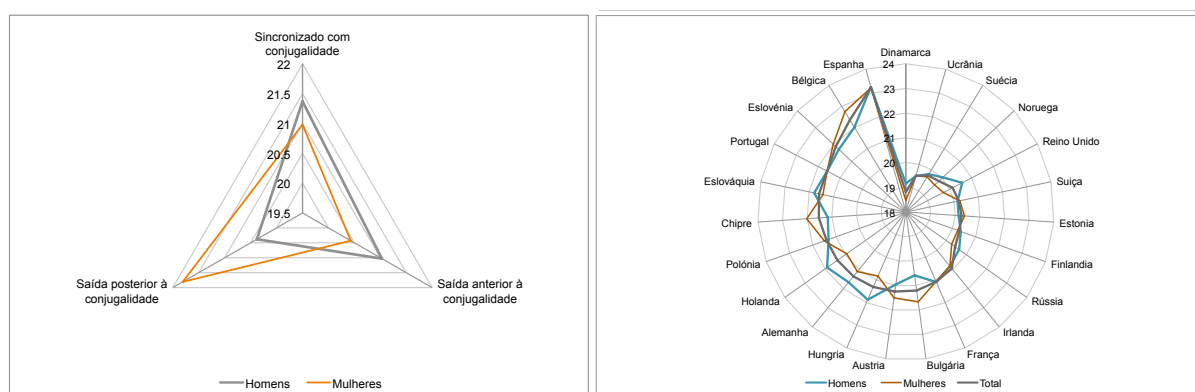 Sincronizado com
conjugalidade
22
21.5
21
20.5
20
19.5
Saída posterior à
conjugalidade
Saída anterior à
conjugalidade
Homens
Mulheres
Dinamarca
Ucrânia
Suécia
Noruega
Reino Unido
Suiça
Estonia
Finlandia
Rússia
Irlanda
França
Bulgária
Austria
Hungria
Alemanha
Holanda
Polónia
Chipre
Eslováquia
Portugal
Eslovénia
Bélgica
Espanha
24
23
22
21
20
19
18
Homens
Mulheres
Total